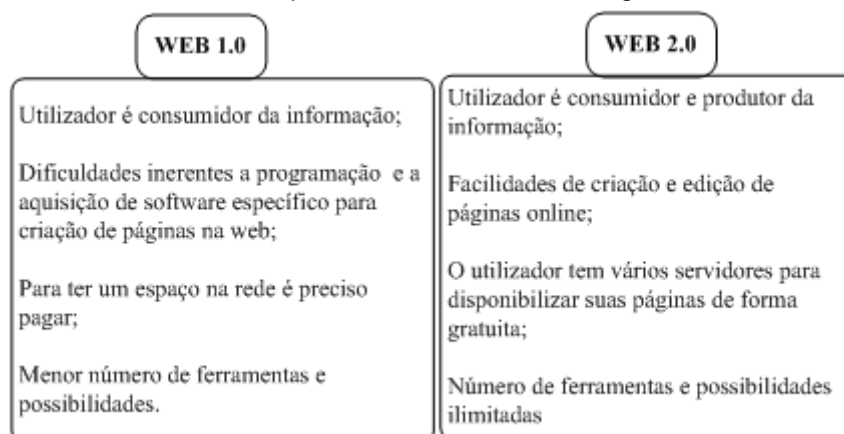 WEB 1.0
Utilizador é consumidor da informação;
Dificuldades inerentes a programação e a
aquisição de software específico para
criação de páginas na web;
Para ter um espaço na rede é preciso
pagar;
Menor número de ferramentas e
possibilidades.
WEB 2.0
Utilizador é consumidor e produtor da
informação;
Facilidades de criação e edição de
páginas online;
O utilizador tem vários servidores para
disponibilizar suas páginas de forma
gratuita;
Número de ferramentas e possibilidades
ilimitadas